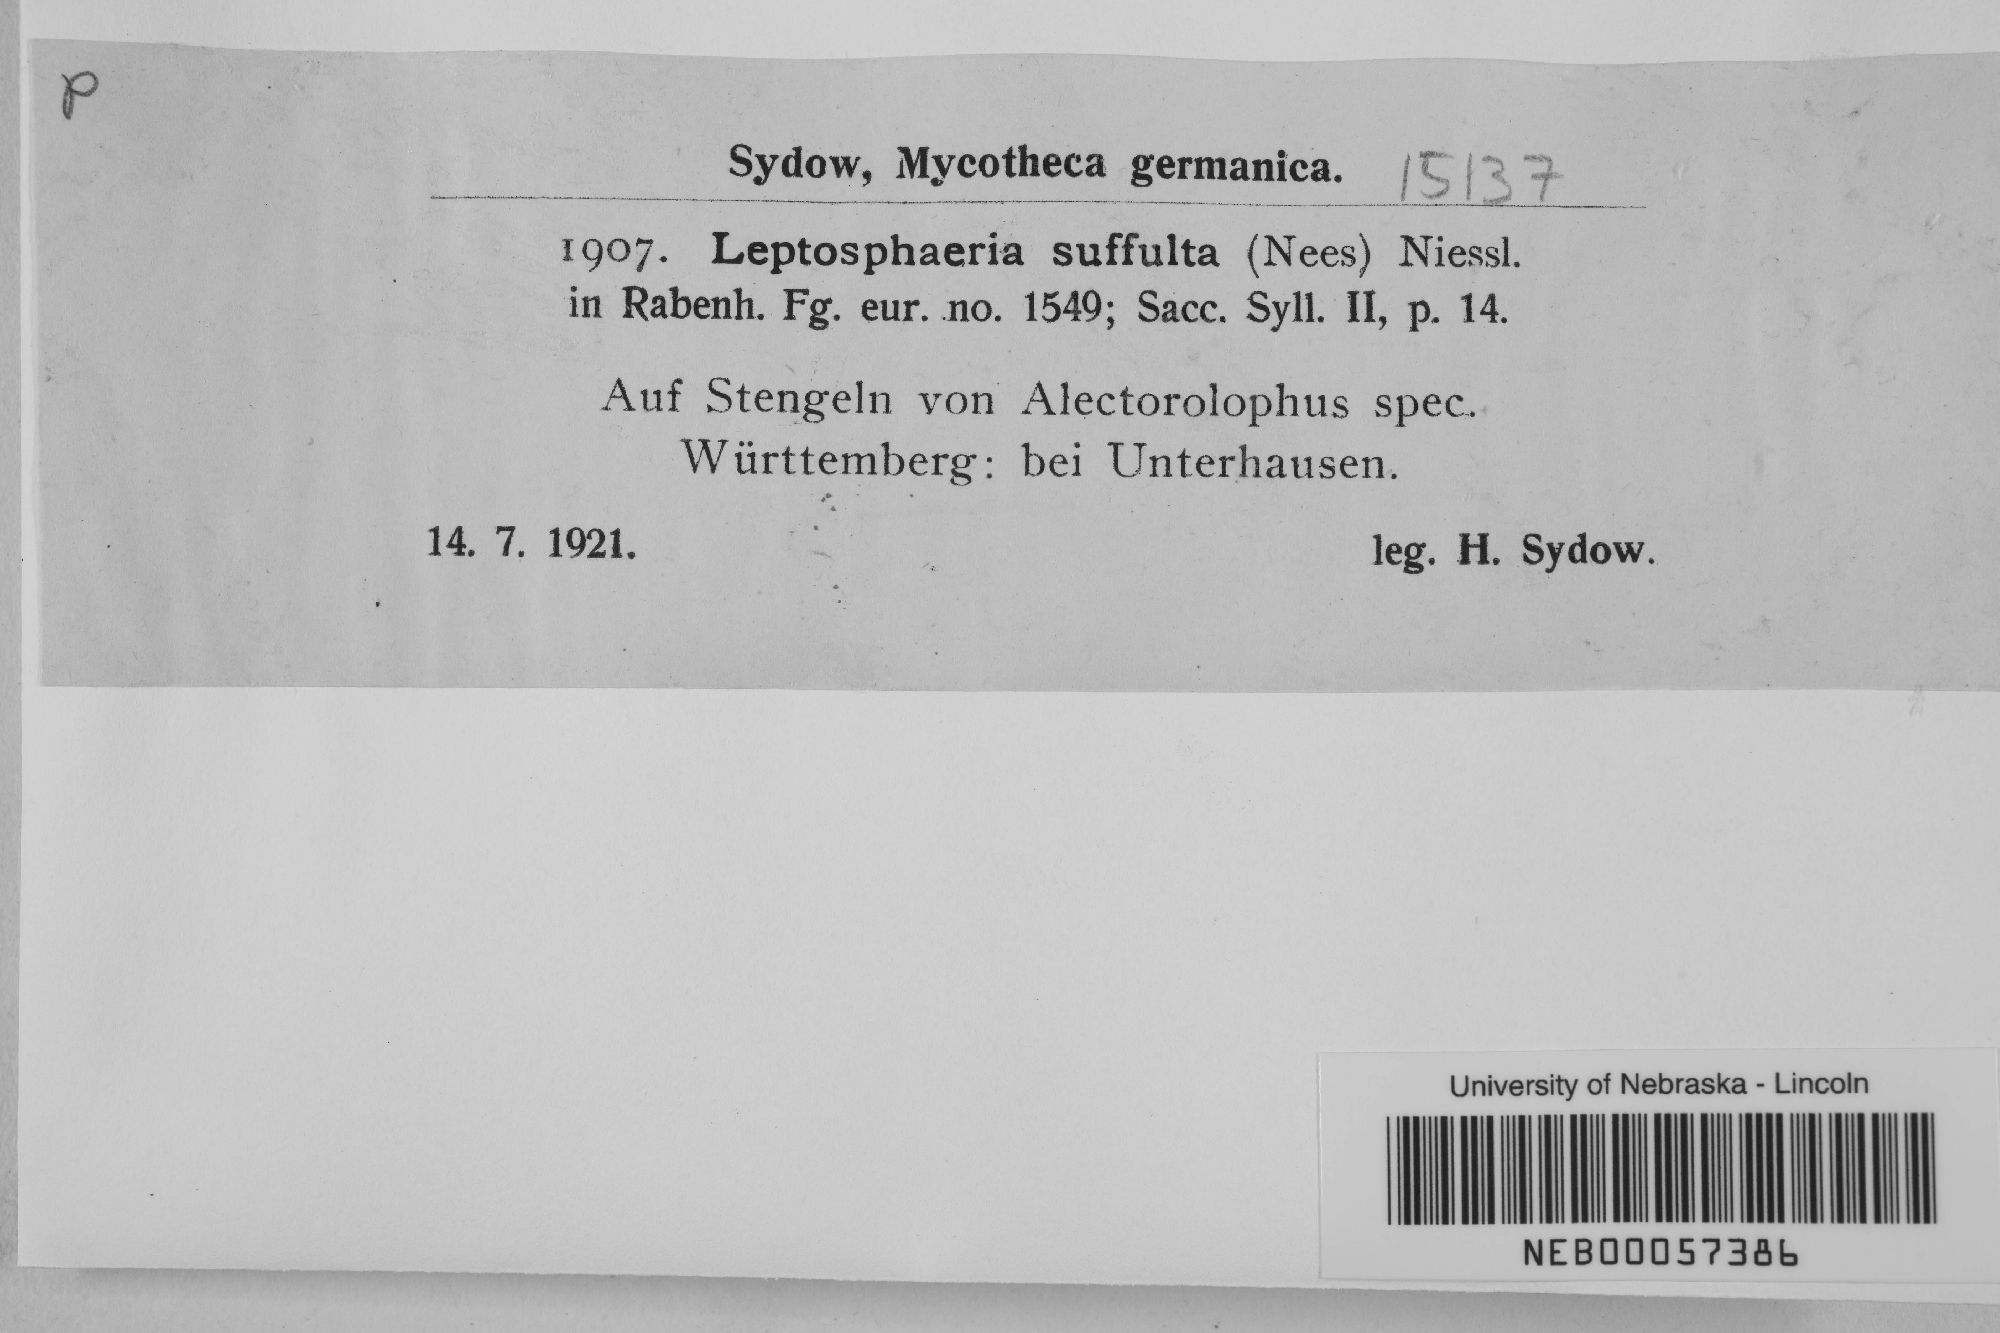 P
Sydow, Mycotheca germanica. 15137
1907. Leptosphaeria suffulta (Nees) Niessl.
in Rabenh. Fg. eur. no. 1549; Sacc. Syll. II, p. 14.
Auf Stengeln von Alectorolophus spec.
Württemberg: bei Unterhausen.
14. 7. 1921. leg. H. Sydow.
University of Nebraska - Lincoln
NEB00057386